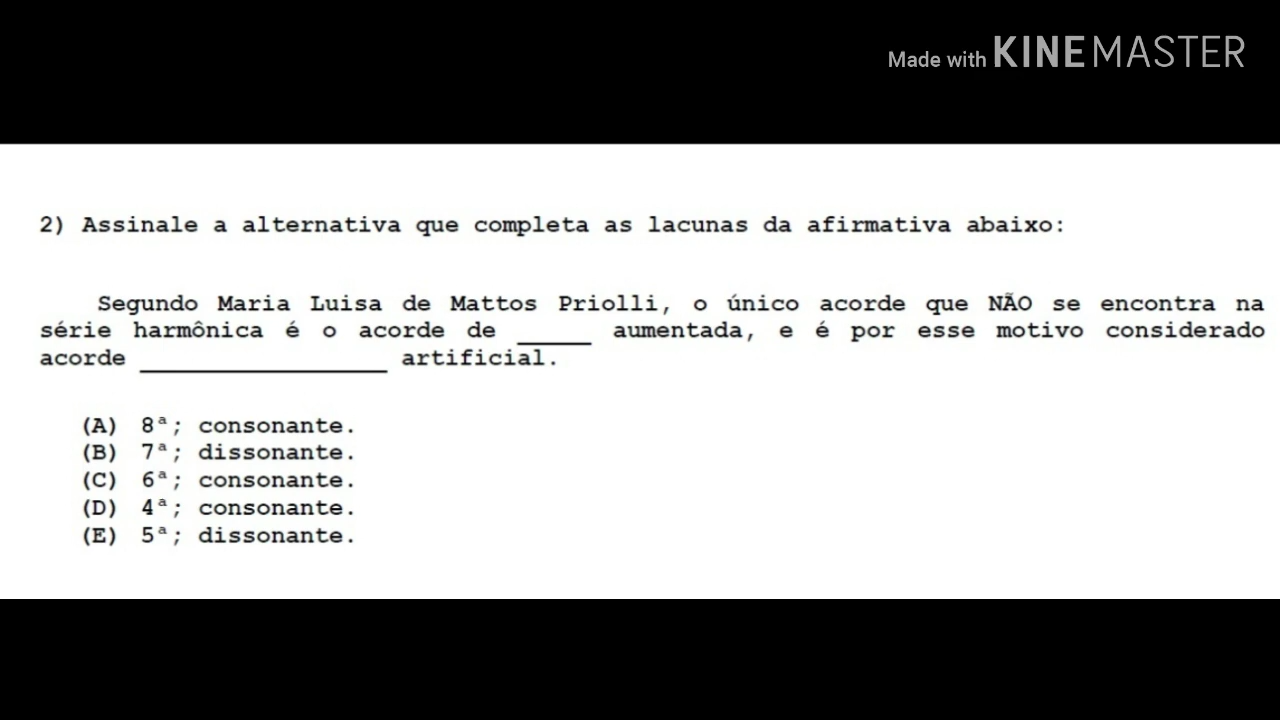 Made with KINEMASTER
2) Assinale a alternativa que completa as lacunas da afirmativa abaixo:
Segundo Maria Luisa de Mattos Priolli, o único acorde que NÃO se encontra na
série harmônica é o acorde de _____ aumentada, e é por esse motivo considerado
acorde _________________ artificial.
(A) 8ª; consonante.
(B) 7ª; dissonante.
(C) 6ª; consonante.
(D) 4ª; consonante.
(E) 5ª; dissonante.